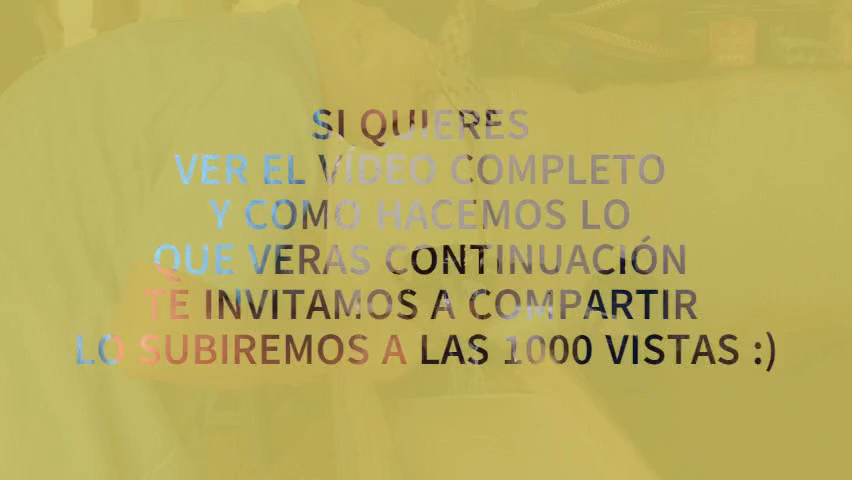 SI QUIERES
VER EL VÍDEO COMPLETO
Y COMO HACEMOS LO
QUE VERAS CONTINUACIÓN
TE INVITAMOS A COMPARTIR
LO SUBIREMOS A LAS 1000 VISTAS :)